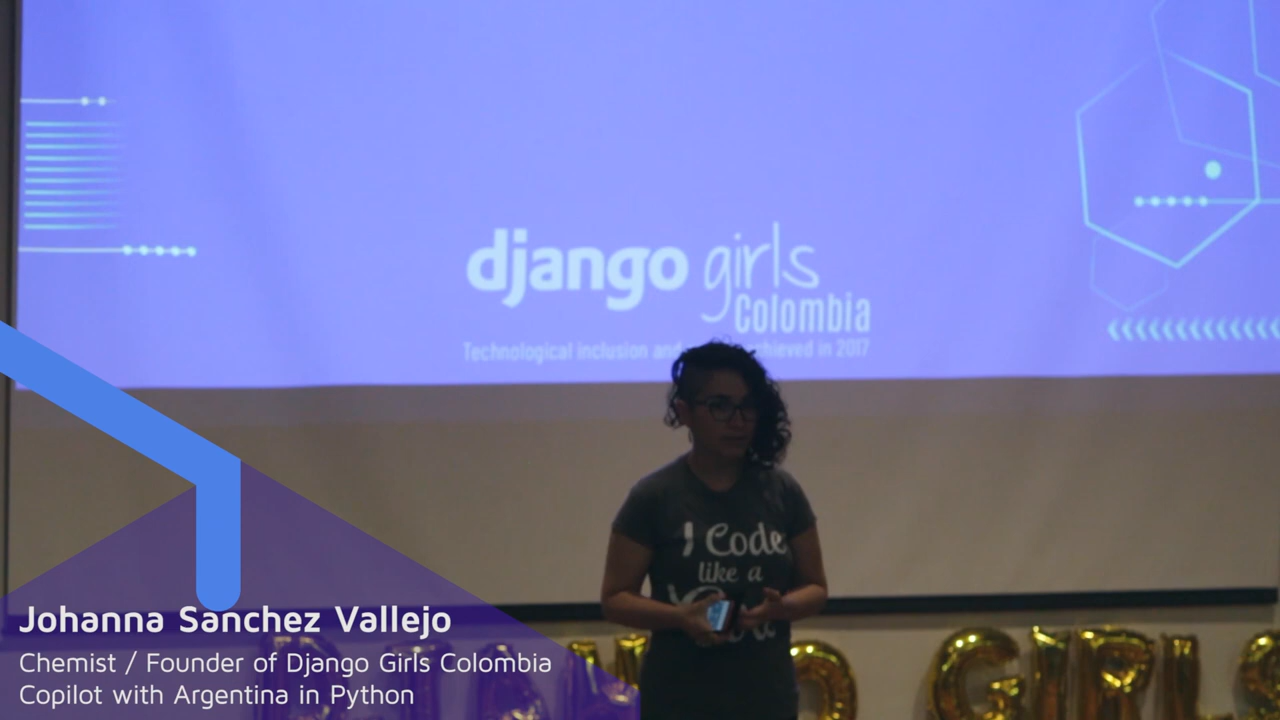 django girls
Colombia
Technological inclusion and achieved in 2017
I Code
like a
Johanna Sanchez Vallejo
Chemist / Founder of Django Girls Colombia
Copilot with Argentina in Python
GIRLS